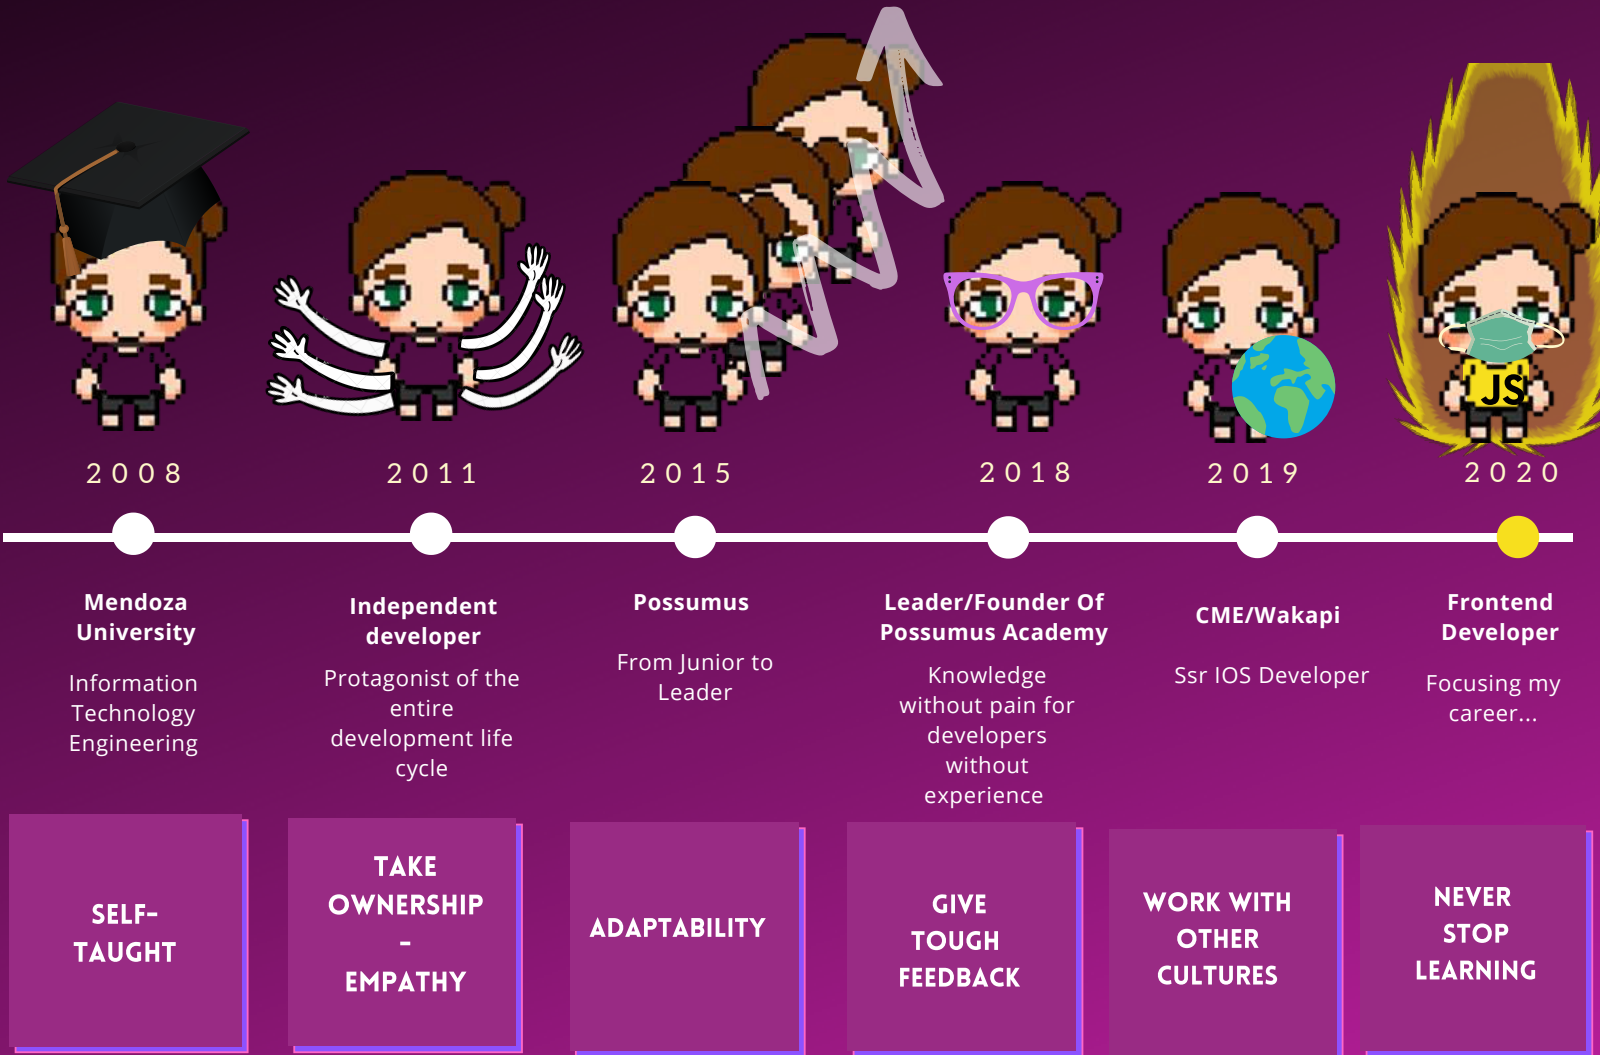 JS
2008
2011
2015
2018
2019
2020
Mendoza
University
Information
Technology
Engineering
Independent
developer
Protagonist of the
entire
development life
cycle
Possumus
From Junior to
Leader
Leader/Founder Of
Possumus Academy
Knowledge
without pain for
developers
without
experience
CME/Wakapi
Ssr IOS Developer
Frontend
Developer
Focusing my
career...
SELF-
TAUGHT
TAKE
OWNERSHIP
-
EMPATHY
ADAPTABILITY
GIVE
TOUGH
FEEDBACK
WORK WITH
OTHER
CULTURES
NEVER
STOP
LEARNING